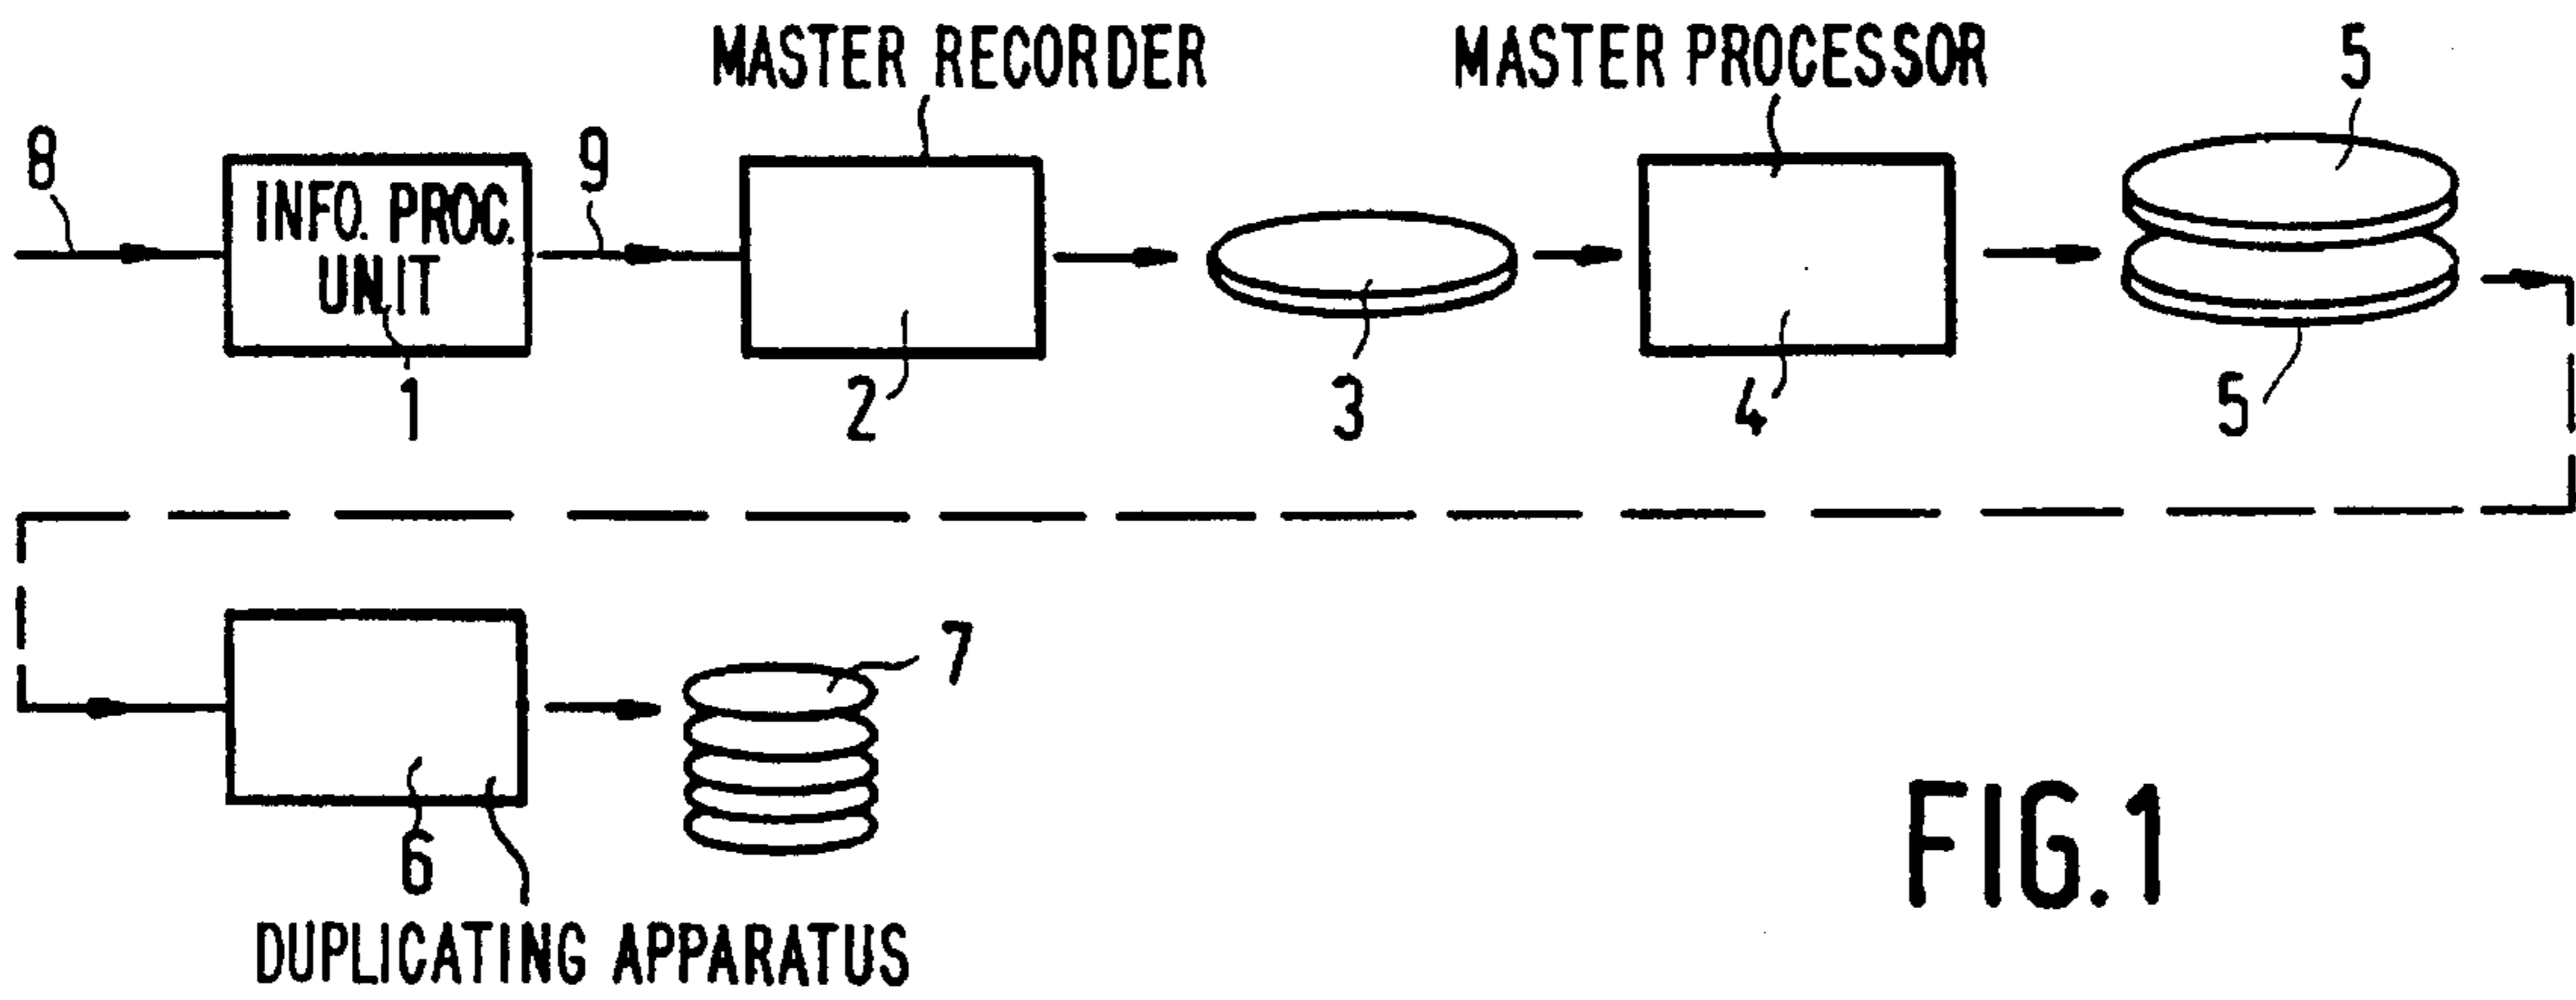 MASTER RECORDER
MASTER PROCESSOR
5
8
INFO. PROC.
UNIT
9
1
2
3
4
5
6
7
DUPLICATING APPARATUS
FIG.1